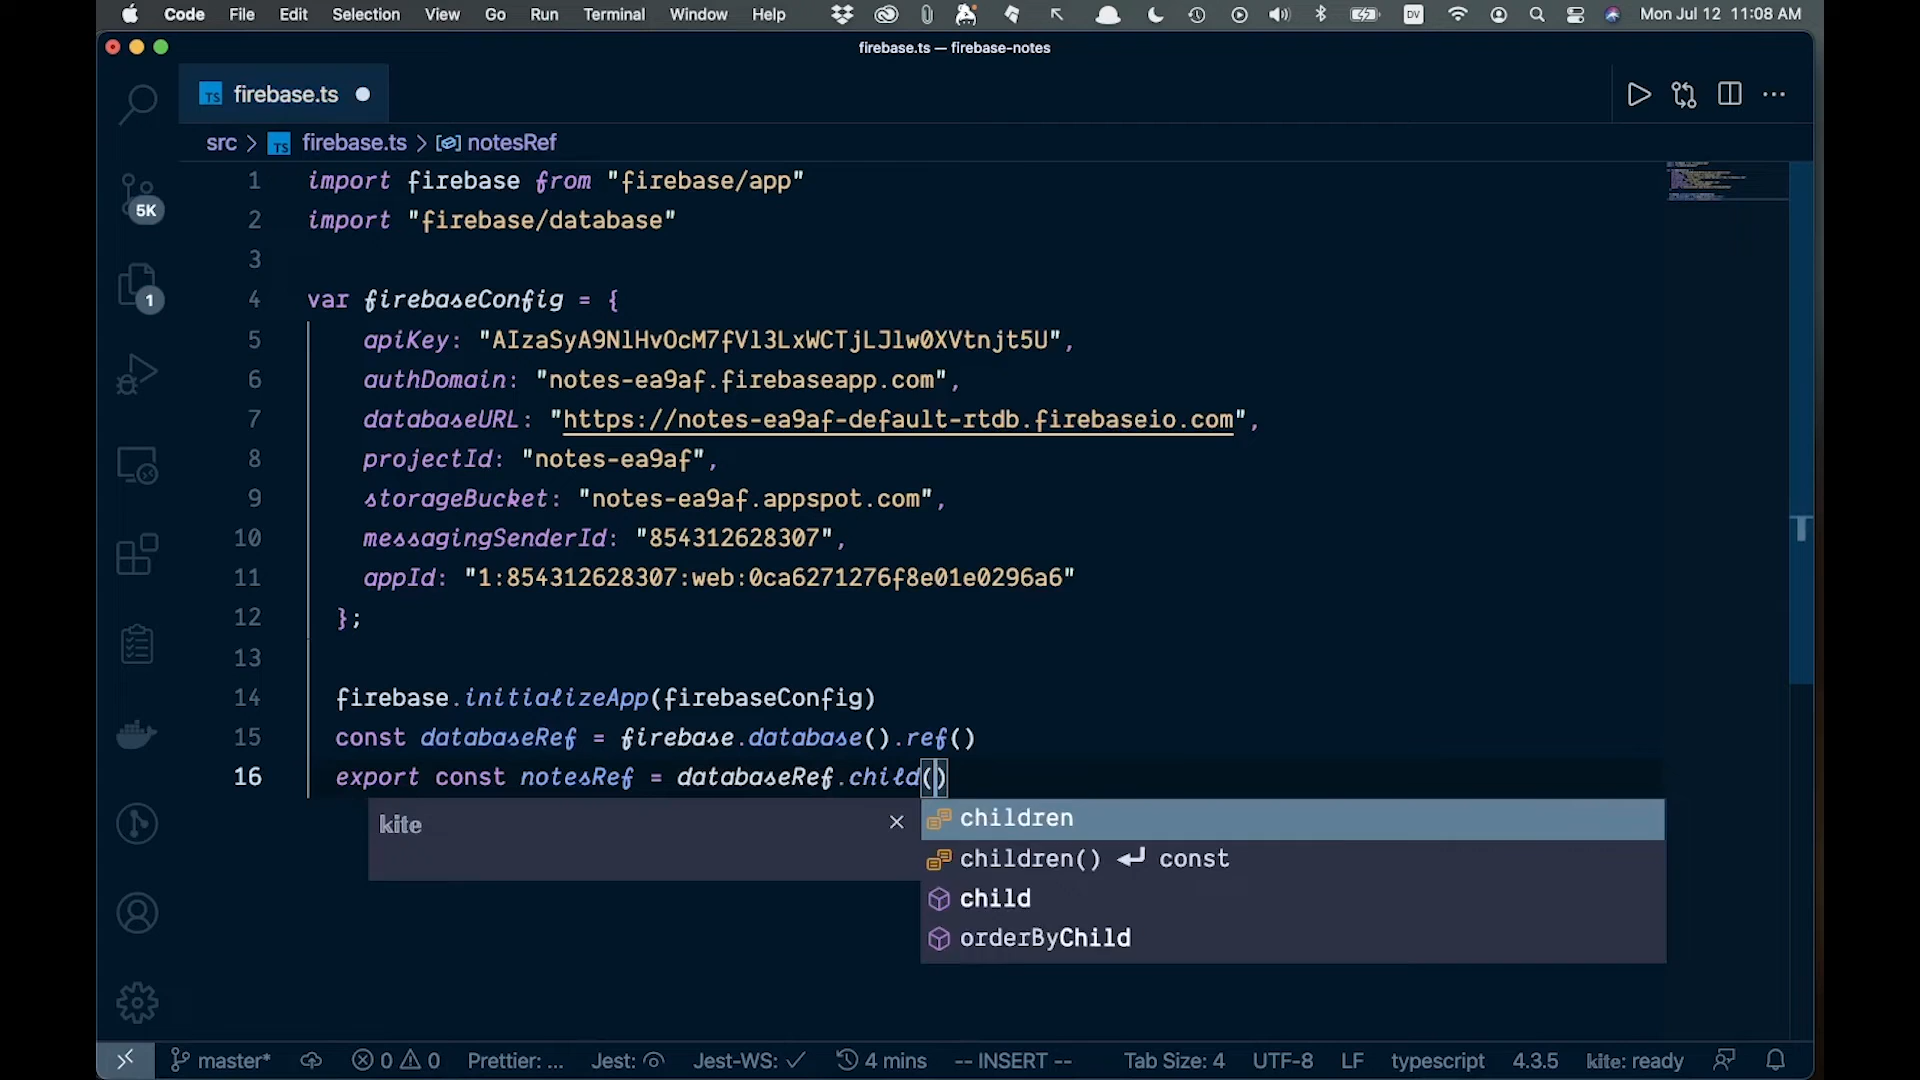 Code File Edit Selection View Go Run Terminal Window Help DV Mon Jul 12 11:08 AM
firebase.ts — firebase-notes
TS firebase.ts
src > TS firebase.ts > notesRef
1 import firebase from "firebase/app"
2 import "firebase/database"
3
4 var firebaseConfig = {
5 apiKey: "AIzaSyA9NlHvOcM7fVl3LxWCTjLJlw0XVtnjt5U",
6 authDomain: "notes-ea9af.firebaseapp.com",
7 databaseURL: "https://notes-ea9af-default-rtdb.firebaseio.com",
8 projectId: "notes-ea9af",
9 storageBucket: "notes-ea9af.appspot.com",
10 messagingSenderId: "854312628307",
11 appId: "1:854312628307:web:0ca6271276f8e01e0296a6"
12 };
13
14 firebase.initializeApp(firebaseConfig)
15 const databaseRef = firebase.database().ref()
16 export const notesRef = databaseRef.child()
5K
1
kite
children
children() ↵ const
child
orderByChild
master* 0 0 Prettier: ... Jest: Jest-WS: ✓ 4 mins -- INSERT -- Tab Size: 4 UTF-8 LF typescript 4.3.5 kite: ready